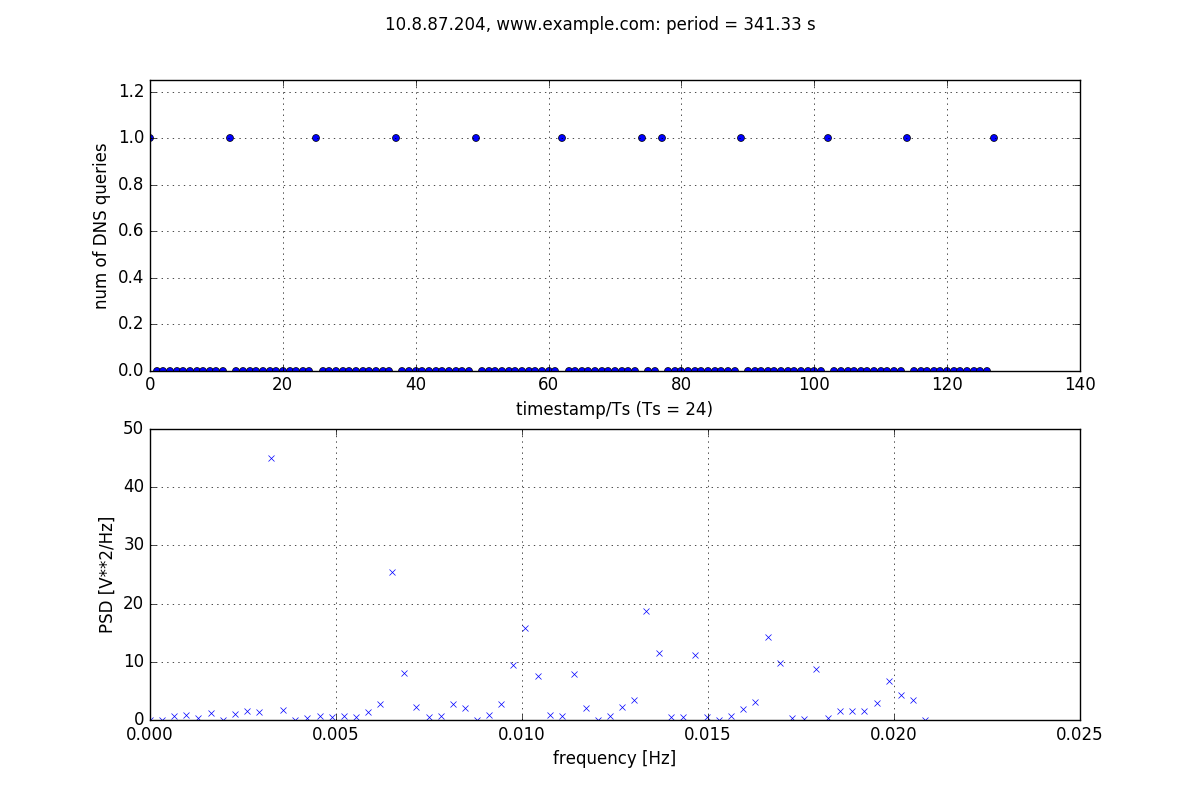 10.8.87.204, www.example.com: period = 341.33 s
num of DNS queries
1.2
1.0
0.8
0.6
0.4
0.2
0.0
0 20 40 60 80 100 120 140
timestamp/Ts (Ts = 24)
PSD [V**2/Hz]
50
40
30
20
10
0
0.000 0.005 0.010 0.015 0.020 0.025
frequency [Hz]